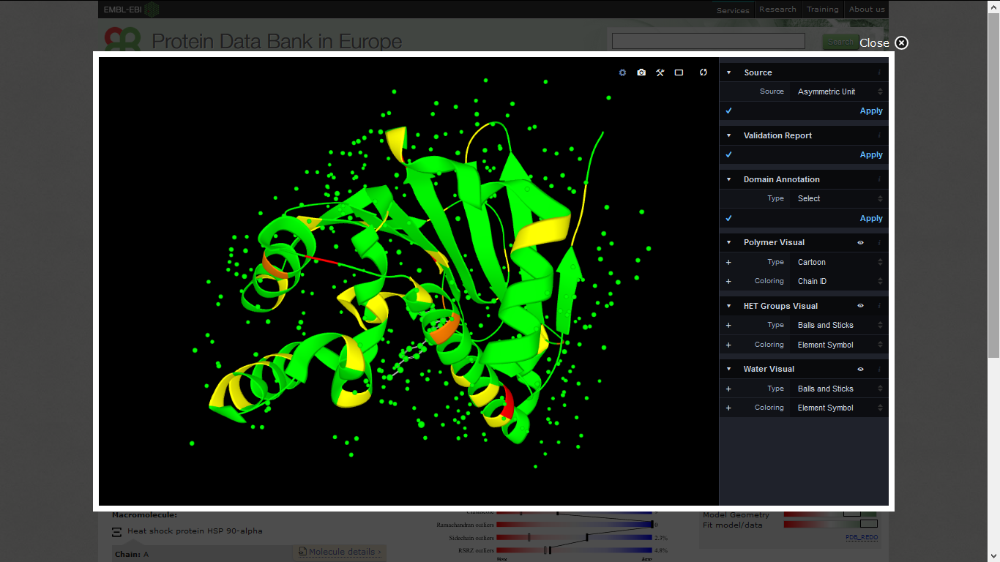 EMBL-EBI
Services Research Training About us
Protein Data Bank in Europe
Search
Close
Source
Source Asymmetric Unit
Apply
Validation Report
Apply
Domain Annotation
Type Select
Apply
Polymer Visual
Type Cartoon
Coloring Chain ID
HET Groups Visual
Type Balls and Sticks
Coloring Element Symbol
Water Visual
Type Balls and Sticks
Coloring Element Symbol
Macromolecule:
Heat shock protein HSP 90-alpha
Chain: A
Molecule details ›
Ramachandran outliers 0
Sidechain outliers 2.3%
RSRZ outliers 4.8%
Worse Better
Model Geometry
Fit model/data
PDB_REDO